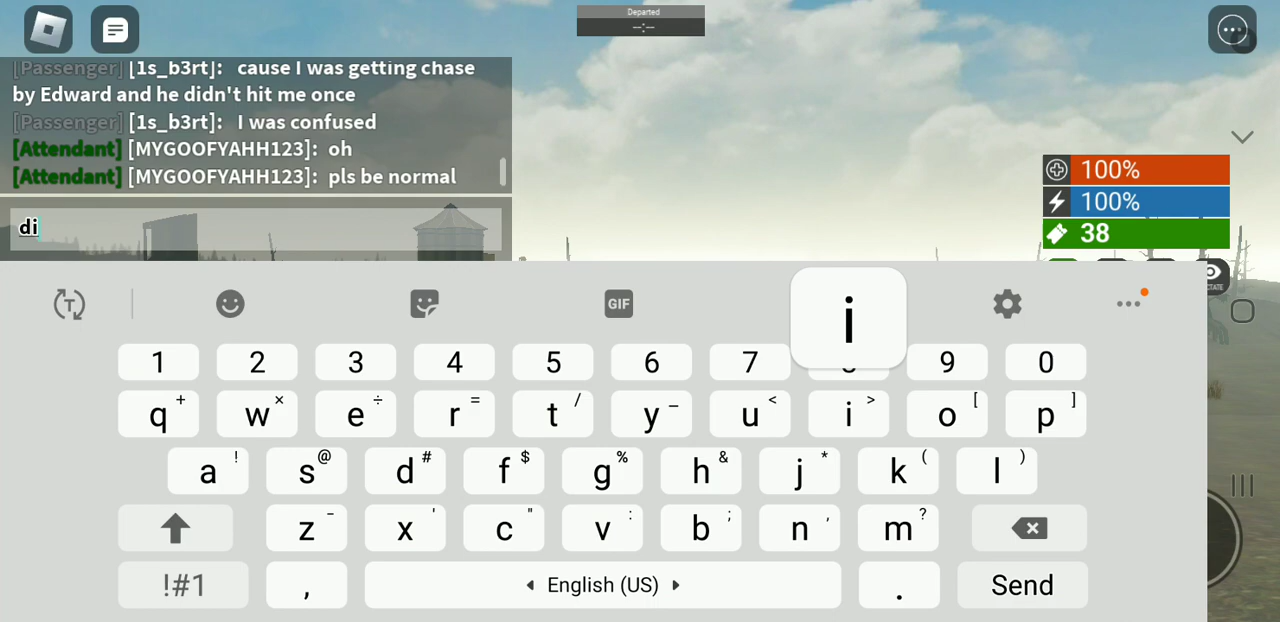 Departed
--:--
[Passenger] [1s_b3rt]: cause I was getting chase
by Edward and he didn't hit me once
[Passenger] [1s_b3rt]: I was confused
[Attendant] [MYGOOFYAHH123]: oh
[Attendant] [MYGOOFYAHH123]: pls be normal
di
100%
100%
38
T
GIF
i
1 2 3 4 5 6 7 9 0
q + w × e ÷ r = t / y _ u < i > o [ p ]
a ! s @ d # f $ g % h & j * k ( l )
z - x ' c " v : b ; n , m ?
!#1 , English (US) . Send